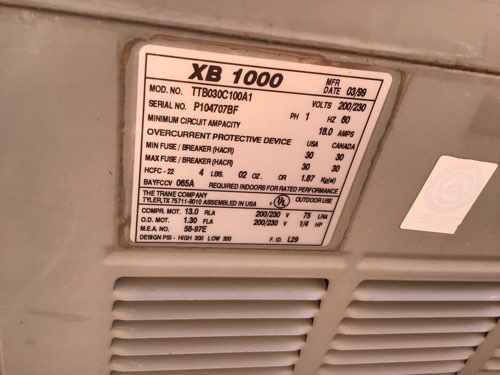 XB 1000
MFR
DATE 03/99
MOD. NO. TTB030C100A1
VOLTS 200/230
SERIAL NO. P104707BF
PH 1 HZ 60
MINIMUM CIRCUIT AMPACITY 18.0 AMPS
OVERCURRENT PROTECTIVE DEVICE USA CANADA
MIN FUSE / BREAKER (HACR) 30 30
MAX FUSE / BREAKER (HACR) 30 30
HCFC - 22 4 LBS. 02 OZ. OR 1.87 Kg(w)
BAYFCCV 065A REQUIRED INDOORS FOR RATED PERFORMANCE
THE TRANE COMPANY
TYLER, TX 75711-9010 ASSEMBLED IN USA C UL OUTDOOR USE
COMPR. MOT. 13.0 RLA 200/230 V 75 LRA
O.D. MOT. 1.30 FLA 200/230 V 1/4 HP
M.E.A. NO. 58-97E
DESIGN PSI - HIGH 300 LOW 300 F. ID. L29